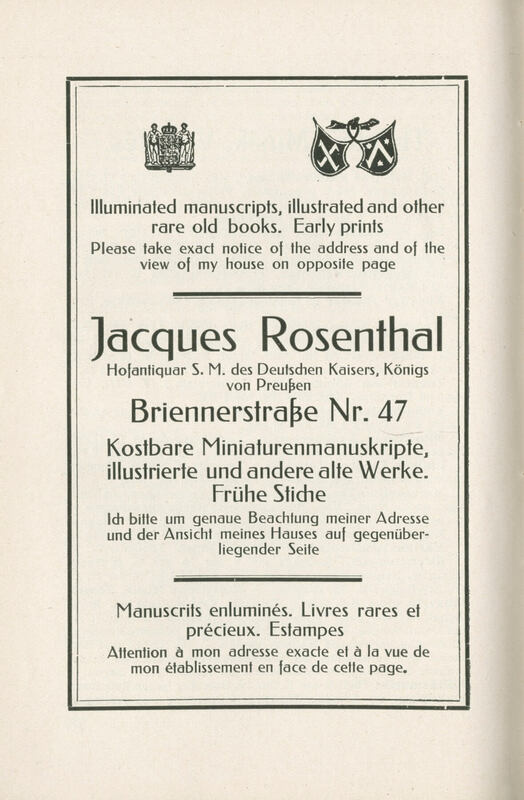 Illuminated manuscripts, illustrated and other
rare old books. Early prints
Please take exact notice of the address and of the
view of my house on opposite page
Jacques Rosenthal
Hofantiquar S. M. des Deutschen Kaisers, Königs
von Preußen
Briennerstraße Nr. 47
Kostbare Miniaturenmanuskripte,
illustrierte und andere alte Werke.
Frühe Stiche
Ich bitte um genaue Beachtung meiner Adresse
und der Ansicht meines Hauses auf gegenüber-
liegender Seite
Manuscrits enluminés. Livres rares et
précieux. Estampes
Attention à mon adresse exacte et à la vue de
mon établissement en face de cette page.